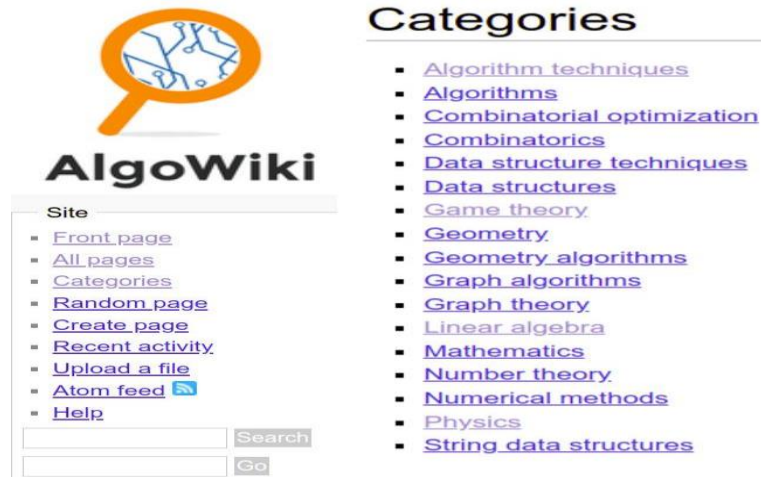 AlgoWiki
Site
Front page
All pages
Categories
Random page
Create page
Recent activity
Upload a file
Atom feed
Help
Search
Go
Categories
Algorithm techniques
Algorithms
Combinatorial optimization
Combinatorics
Data structure techniques
Data structures
Game theory
Geometry
Geometry algorithms
Graph algorithms
Graph theory
Linear algebra
Mathematics
Number theory
Numerical methods
Physics
String data structures